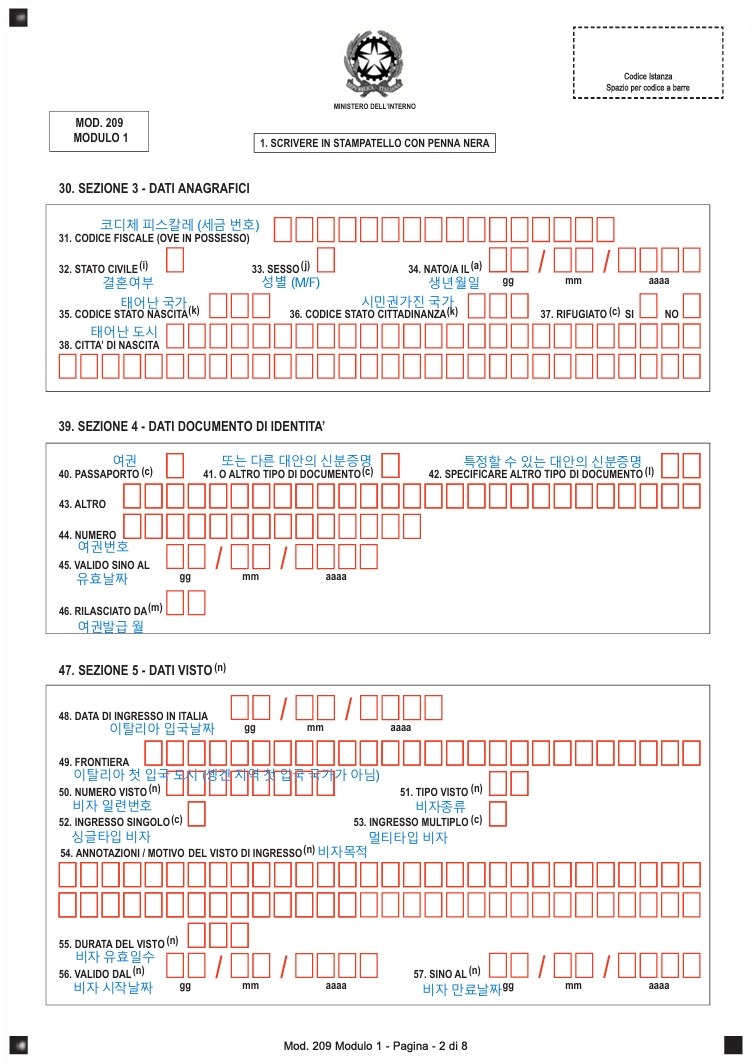 Codice Istanza
Spazio per codice a barre
REPVBBLICA ITALIANA
MINISTERO DELL'INTERNO
MOD. 209
MODULO 1
1. SCRIVERE IN STAMPATELLO CON PENNA NERA
30. SEZIONE 3 - DATI ANAGRAFICI
코디체 피스칼레 (세금 번호)
31. CODICE FISCALE (OVE IN POSSESSO)
32. STATO CIVILE (i) 33. SESSO (j) 34. NATO/A IL (a) / /
결혼여부 성별 (M/F) 생년월일 gg mm aaaa
태어난 국가 시민권가진 국가
35. CODICE STATO NASCITA (k) 36. CODICE STATO CITTADINANZA (k) 37. RIFUGIATO (c) SI NO
태어난 도시
38. CITTA' DI NASCITA
39. SEZIONE 4 - DATI DOCUMENTO DI IDENTITA'
여권 또는 다른 대안의 신분증명 특정할 수 있는 대안의 신분증명
40. PASSAPORTO (c) 41. O ALTRO TIPO DI DOCUMENTO (c) 42. SPECIFICARE ALTRO TIPO DI DOCUMENTO (l)
43. ALTRO
44. NUMERO
여권번호
45. VALIDO SINO AL / /
유효날짜 gg mm aaaa
46. RILASCIATO DA (m)
여권발급 월
47. SEZIONE 5 - DATI VISTO (n)
48. DATA DI INGRESSO IN ITALIA / /
이탈리아 입국날짜 gg mm aaaa
49. FRONTIERA
이탈리아 첫 입국 도시 (솅겐 지역 첫 입국 국가가 아님)
50. NUMERO VISTO (n) 51. TIPO VISTO (n)
비자 일련번호 비자종류
52. INGRESSO SINGOLO (c) 53. INGRESSO MULTIPLO (c)
싱글타입 비자 멀티타입 비자
54. ANNOTAZIONI / MOTIVO DEL VISTO DI INGRESSO (n) 비자목적
55. DURATA DEL VISTO (n)
비자 유효일수
56. VALIDO DAL (n) / / 57. SINO AL (n) / /
비자 시작날짜 gg mm aaaa 비자 만료날짜 gg mm aaaa
Mod. 209 Modulo 1 - Pagina - 2 di 8